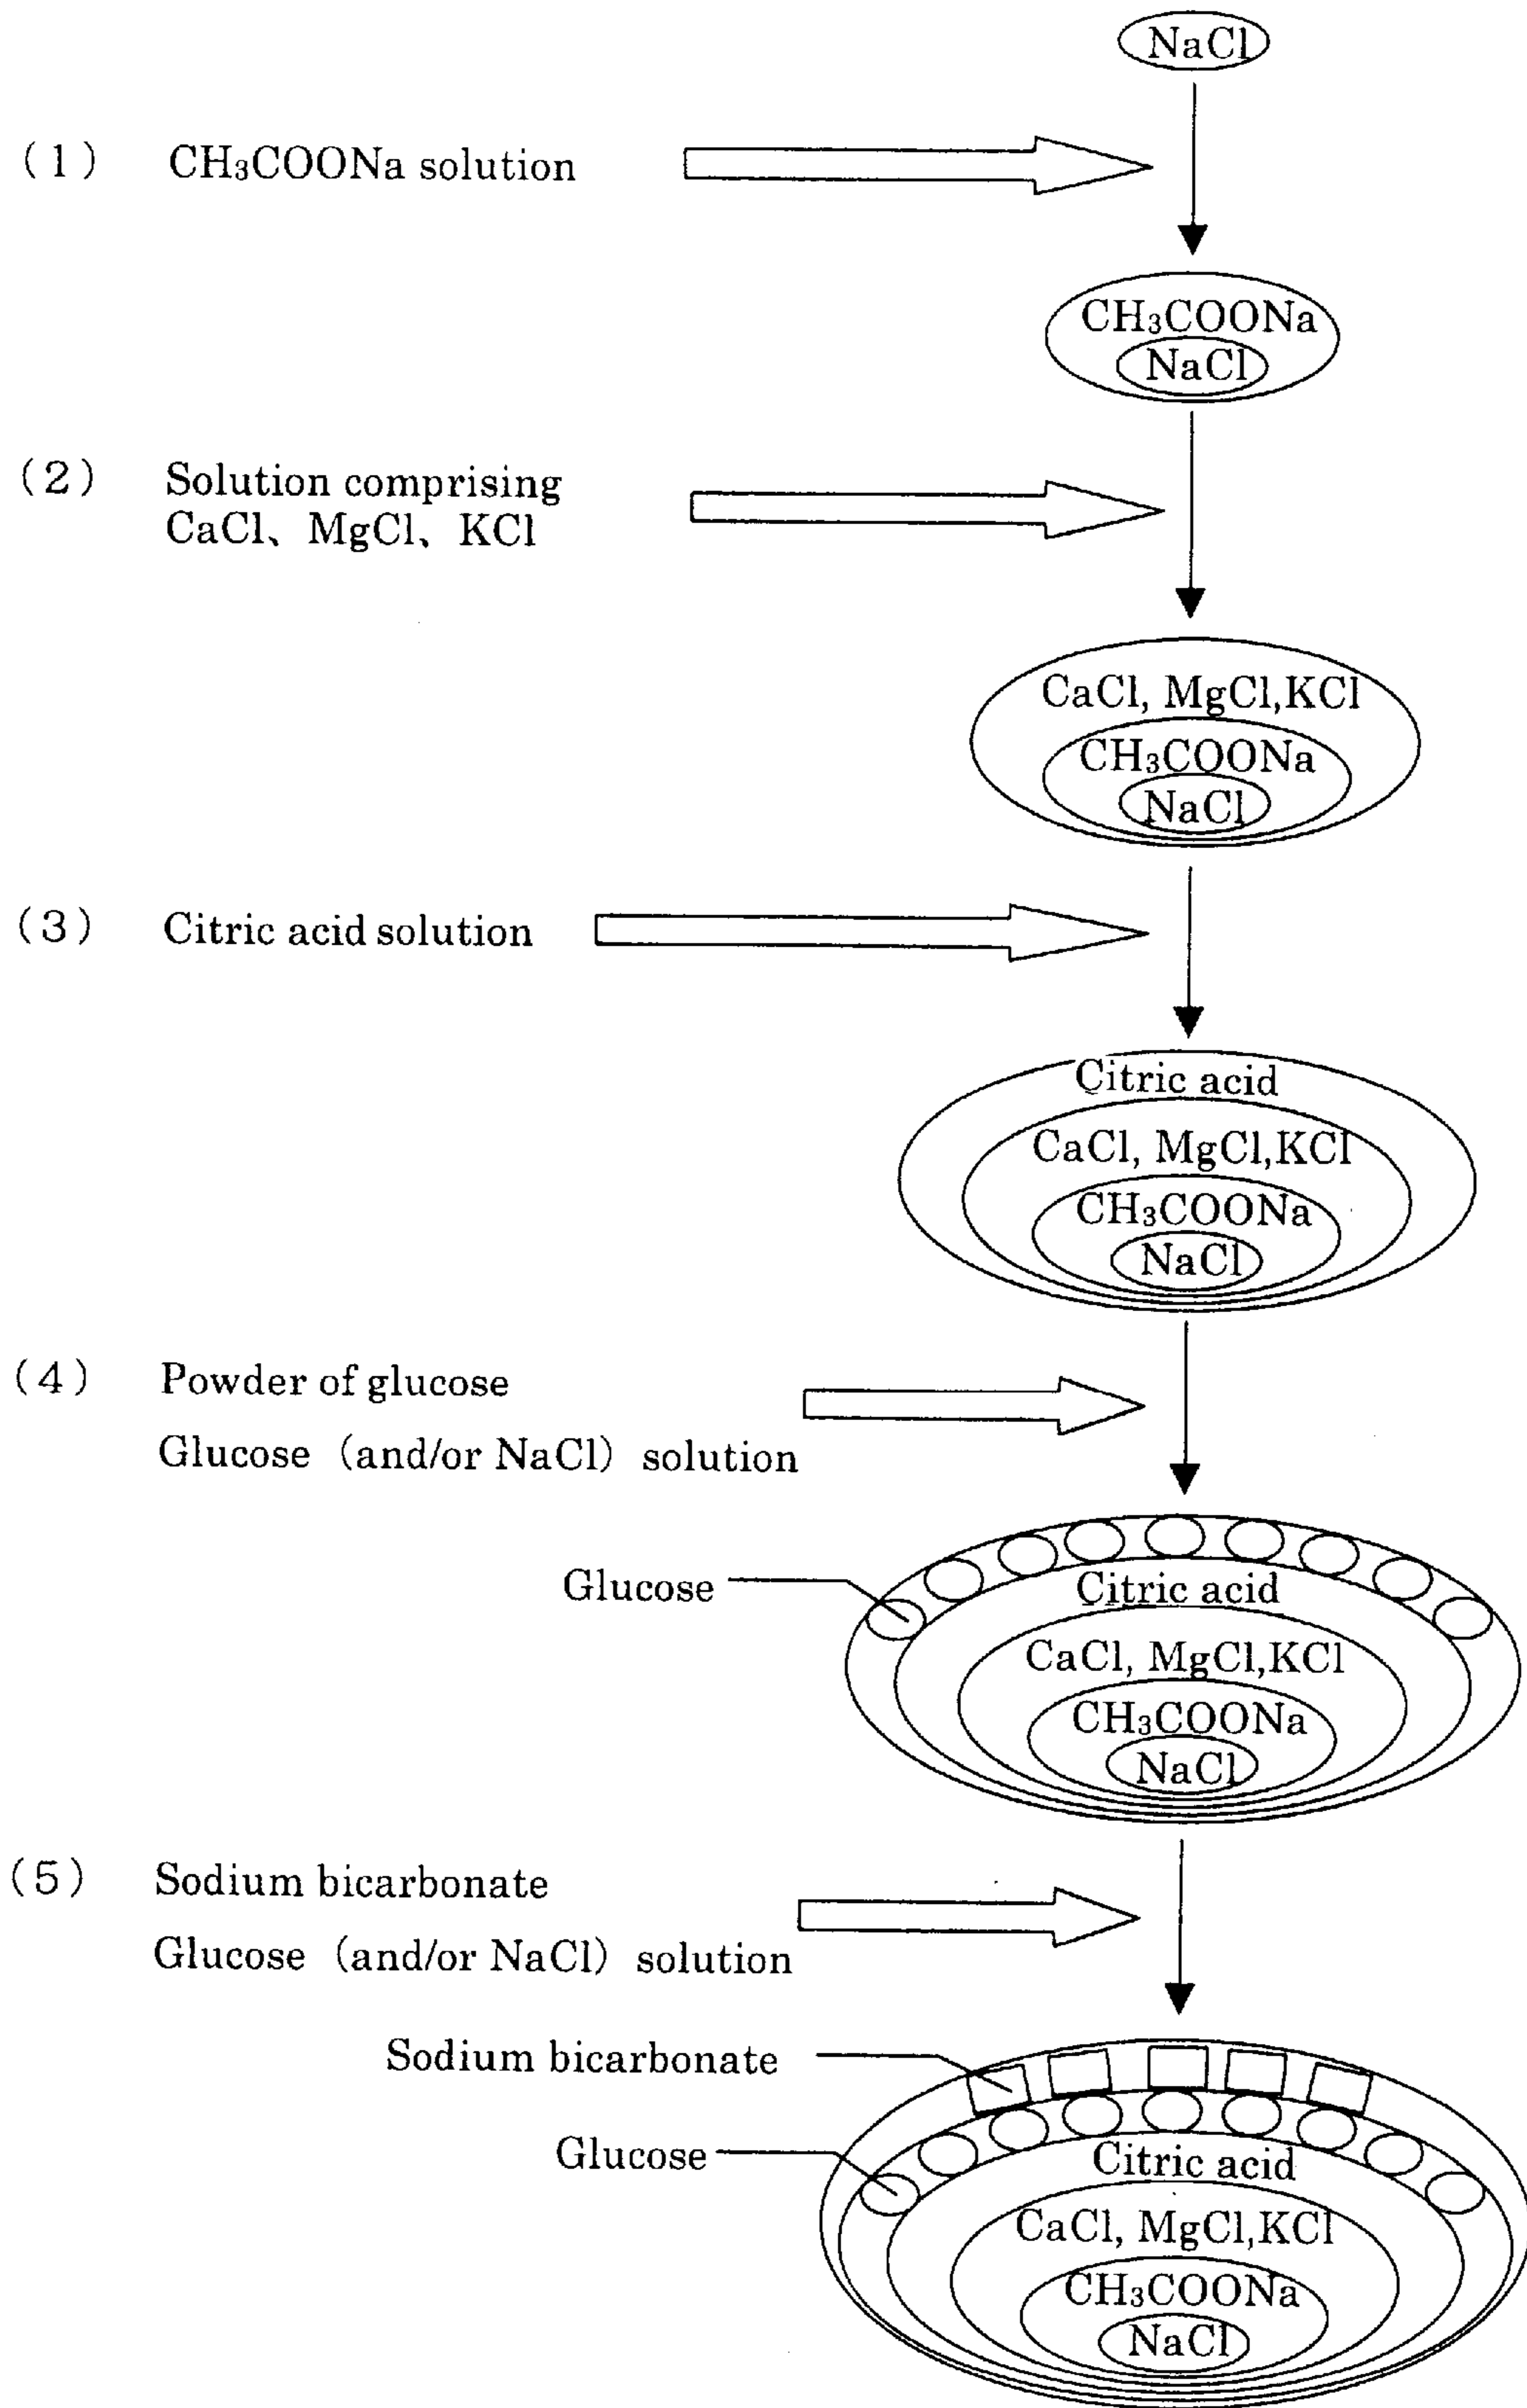 NaCl
(1) CH₃COONa solution
CH₃COONa
NaCl
(2) Solution comprising
CaCl、MgCl、KCl
CaCl, MgCl,KCl
CH₃COONa
NaCl
(3) Citric acid solution
Citric acid
CaCl, MgCl,KCl
CH₃COONa
NaCl
(4) Powder of glucose
Glucose (and/or NaCl) solution
Glucose
Citric acid
CaCl, MgCl,KCl
CH₃COONa
NaCl
(5) Sodium bicarbonate
Glucose (and/or NaCl) solution
Sodium bicarbonate
Glucose
Citric acid
CaCl, MgCl,KCl
CH₃COONa
NaCl